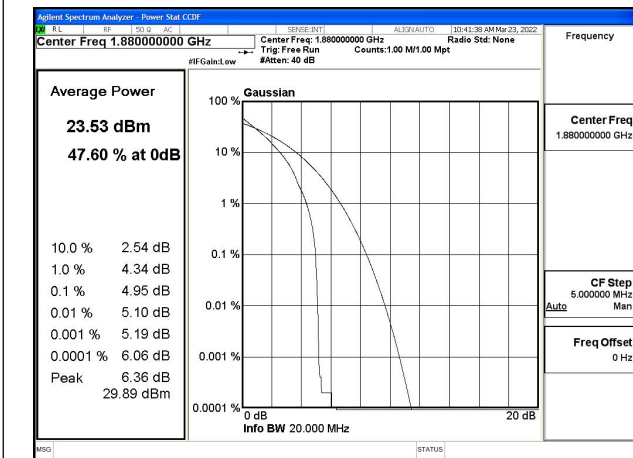 Agilent Spectrum Analyzer - Power Stat CCDF
RL RF 50 Ω AC SENSE:INT ALIGN AUTO 10:41:38 AM Mar 23, 2022
Center Freq 1.880000000 GHz
Center Freq: 1.880000000 GHz Radio Std: None
Trig: Free Run Counts:1.00 M/1.00 Mpt
#IFGain:Low #Atten: 40 dB
Frequency
Average Power
23.53 dBm
47.60 % at 0dB
10.0 % 2.54 dB
1.0 % 4.34 dB
0.1 % 4.95 dB
0.01 % 5.10 dB
0.001 % 5.19 dB
0.0001 % 6.06 dB
Peak 6.36 dB
29.89 dBm
Gaussian
100 %
10 %
1 %
0.1 %
0.01 %
0.001 %
0.0001 %
0 dB 20 dB
Info BW 20.000 MHz
Center Freq
1.880000000 GHz
CF Step
5.000000 MHz
Auto Man
Freq Offset
0 Hz
MSG STATUS